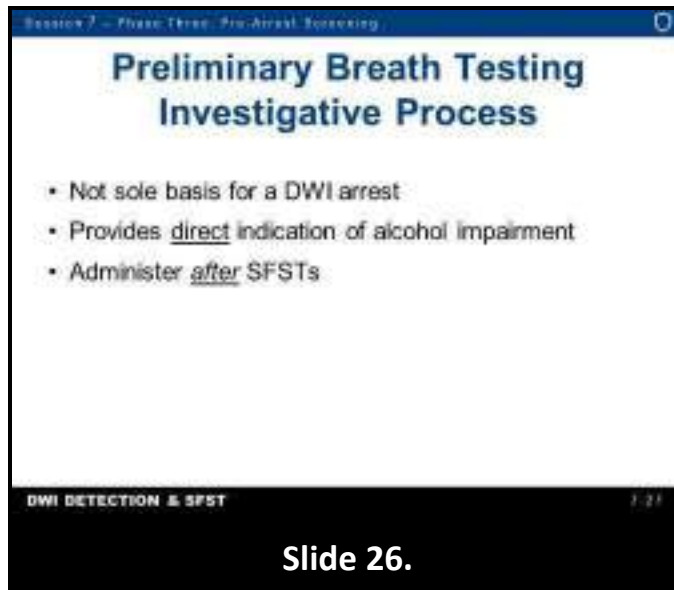 Session 7 – Phase Three: Pre-Arrest Screening
Preliminary Breath Testing
Investigative Process
• Not sole basis for a DWI arrest
• Provides direct indication of alcohol impairment
• Administer after SFSTs
DWI DETECTION & SFST
Slide 26.